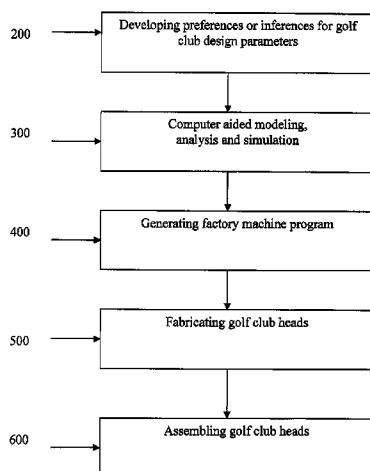 200
Developing preferences or inferences for golf
club design parameters
300
Computer aided modeling,
analysis and simulation
400
Generating factory machine program
500
Fabricating golf club heads
600
Assembling golf club heads